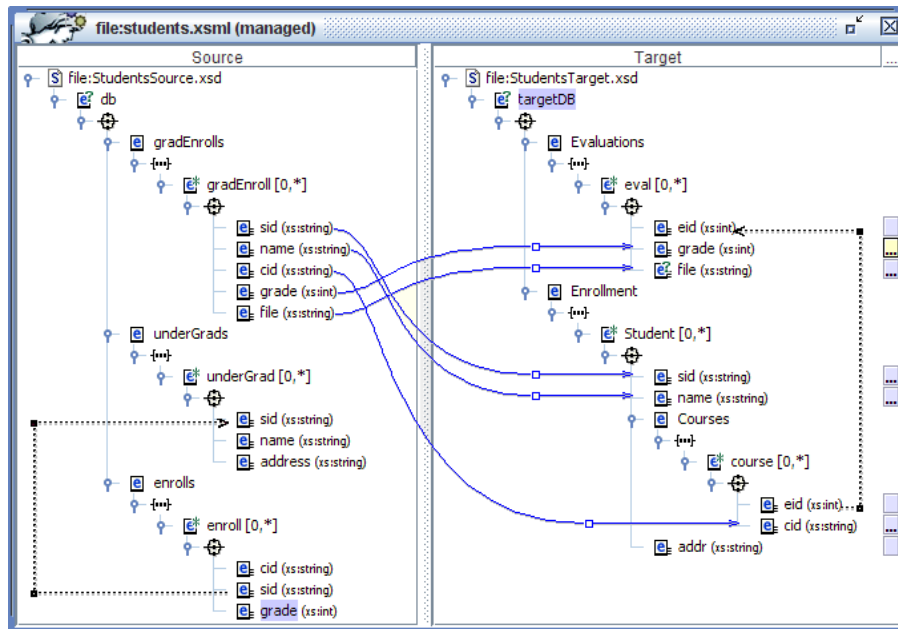 file:students.xsml (managed)
Source
Target
...
S file:StudentsSource.xsd
e? db
e gradEnrolls
e* gradEnroll [0,*]
e sid (xs:string)
e name (xs:string)
e cid (xs:string)
e grade (xs:int)
e file (xs:string)
e underGrads
e* underGrad [0,*]
e sid (xs:string)
e name (xs:string)
e address (xs:string)
e enrolls
e* enroll [0,*]
e cid (xs:string)
e sid (xs:string)
e grade (xs:int)
S file:StudentsTarget.xsd
e? targetDB
e Evaluations
e* eval [0,*]
e eid (xs:int)
e grade (xs:int)
...
e? file (xs:string)
...
e Enrollment
e* Student [0,*]
e sid (xs:string)
...
e name (xs:string)
...
e Courses
e* course [0,*]
e eid (xs:int)
e cid (xs:string)
...
e addr (xs:string)